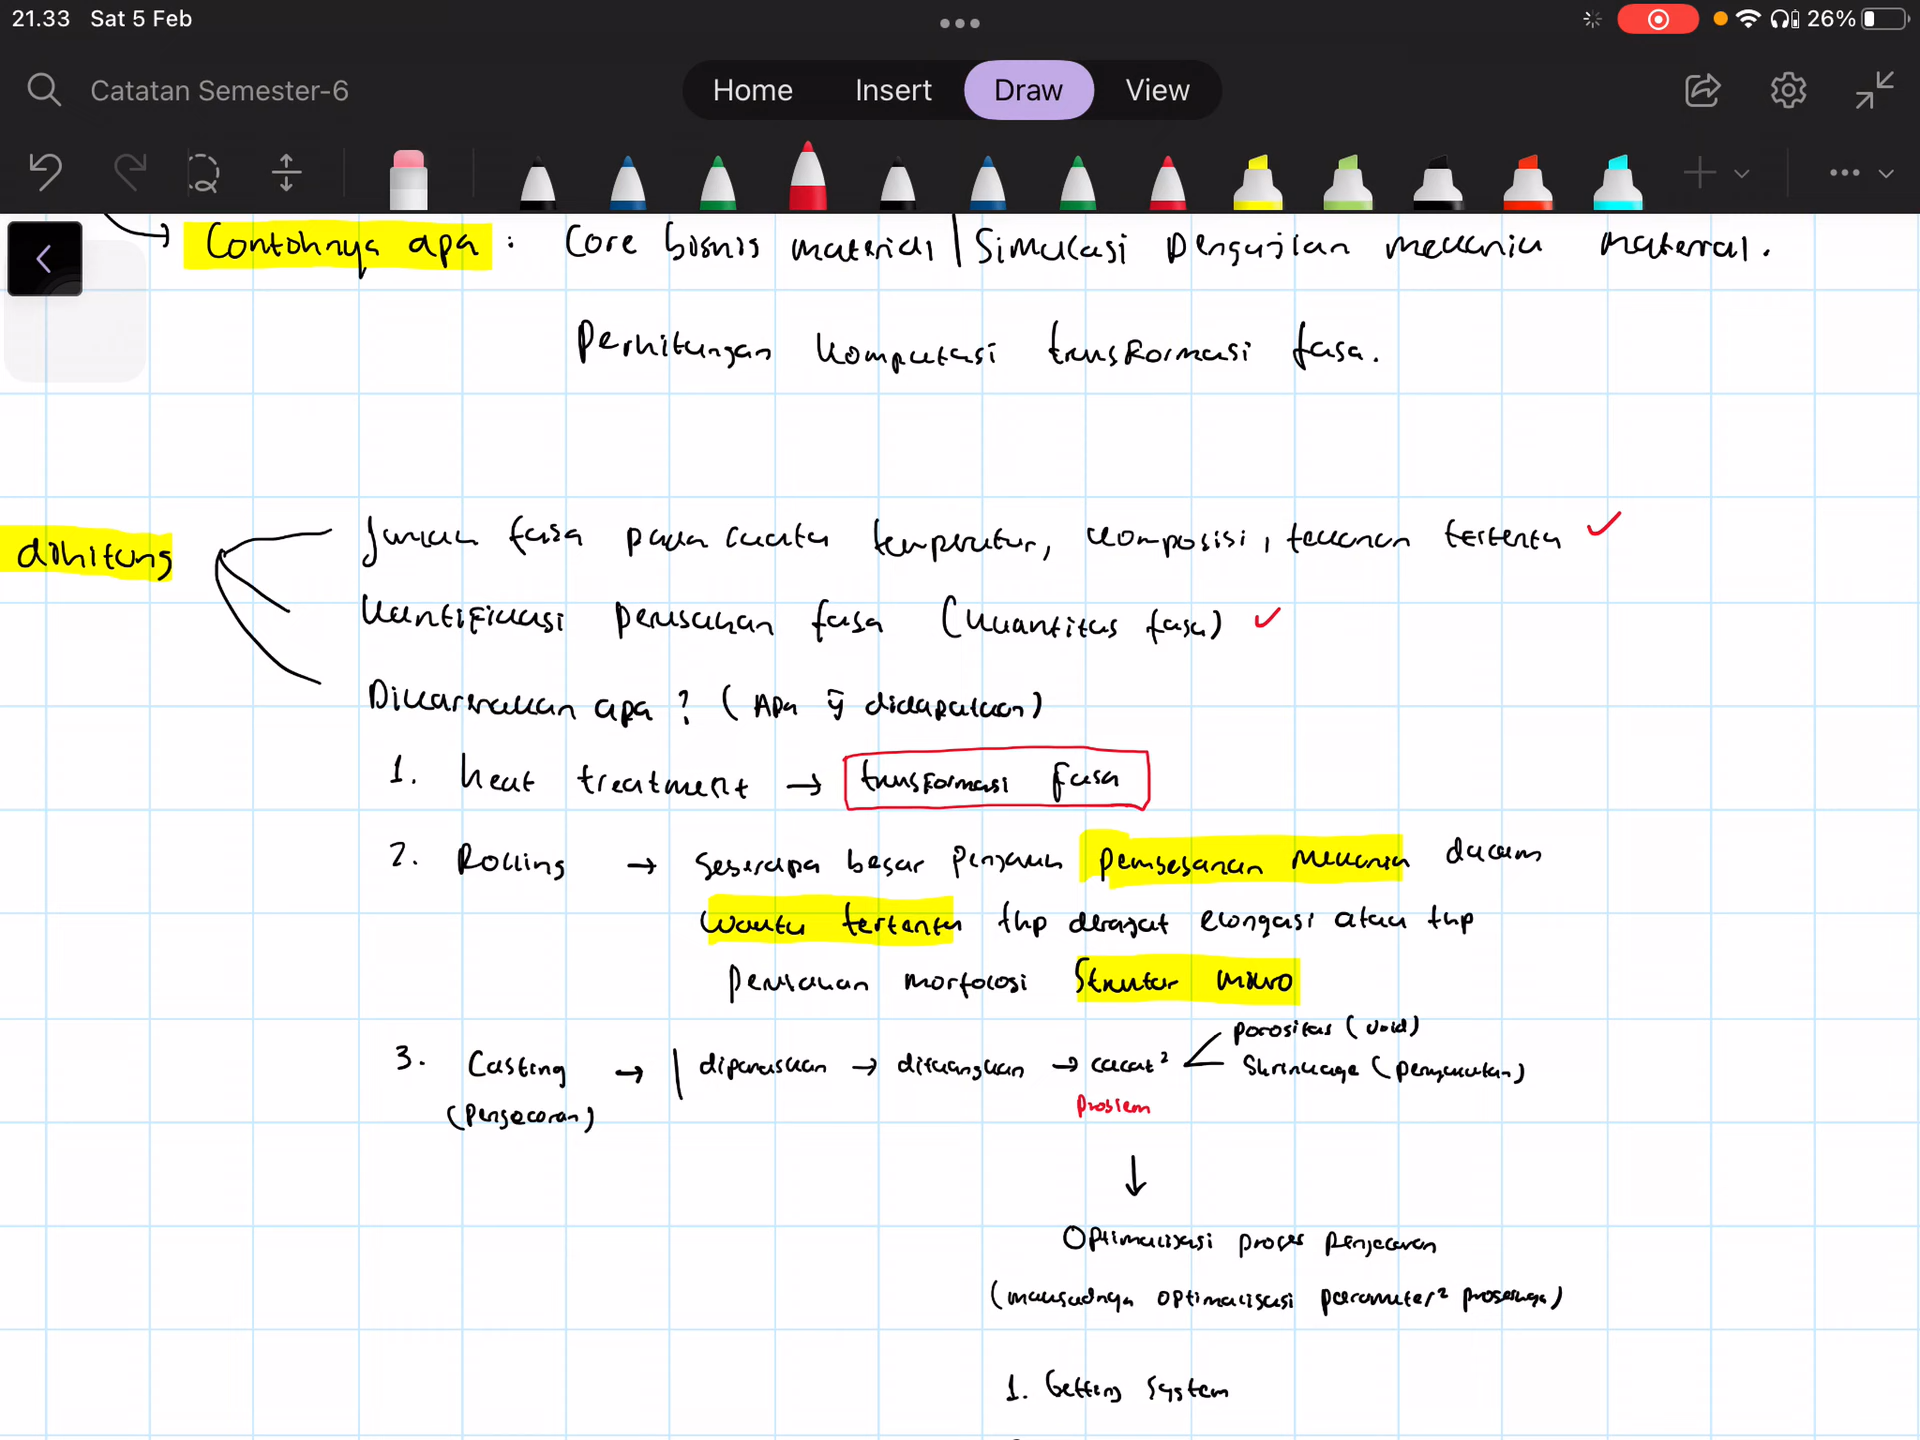 21.33 Sat 5 Feb
26%
Catatan Semester-6
Home Insert Draw View
Contohnya apa : Core bisnis material | Simulasi Pengujian mekanik material.
Perhitungan komputasi transformasi fasa.
dihitung
Jumlah fasa pada suatu temperatur, komposisi, tekanan tertentu ✓
Kuantifikasi perubahan fasa (kuantitas fasa) ✓
Dikarenakan apa ? ( Apa yg didapatkan)
1. heat treatment → transformasi fasa
2. Rolling → seberapa besar pengaruh pembebanan mekanik dalam
waktu tertentu thp derajat elongasi atau thp
perubahan morfologi Struktur mikro
3. Casting → | dipanaskan → dituangkan → cacat² porositas (void)
Shrinkage (penyusutan)
(Pengecoran)
Problem
↓
Optimalisasi proses pengecoran
(maksudnya optimalisasi parameter² prosesnya)
1. Getting System